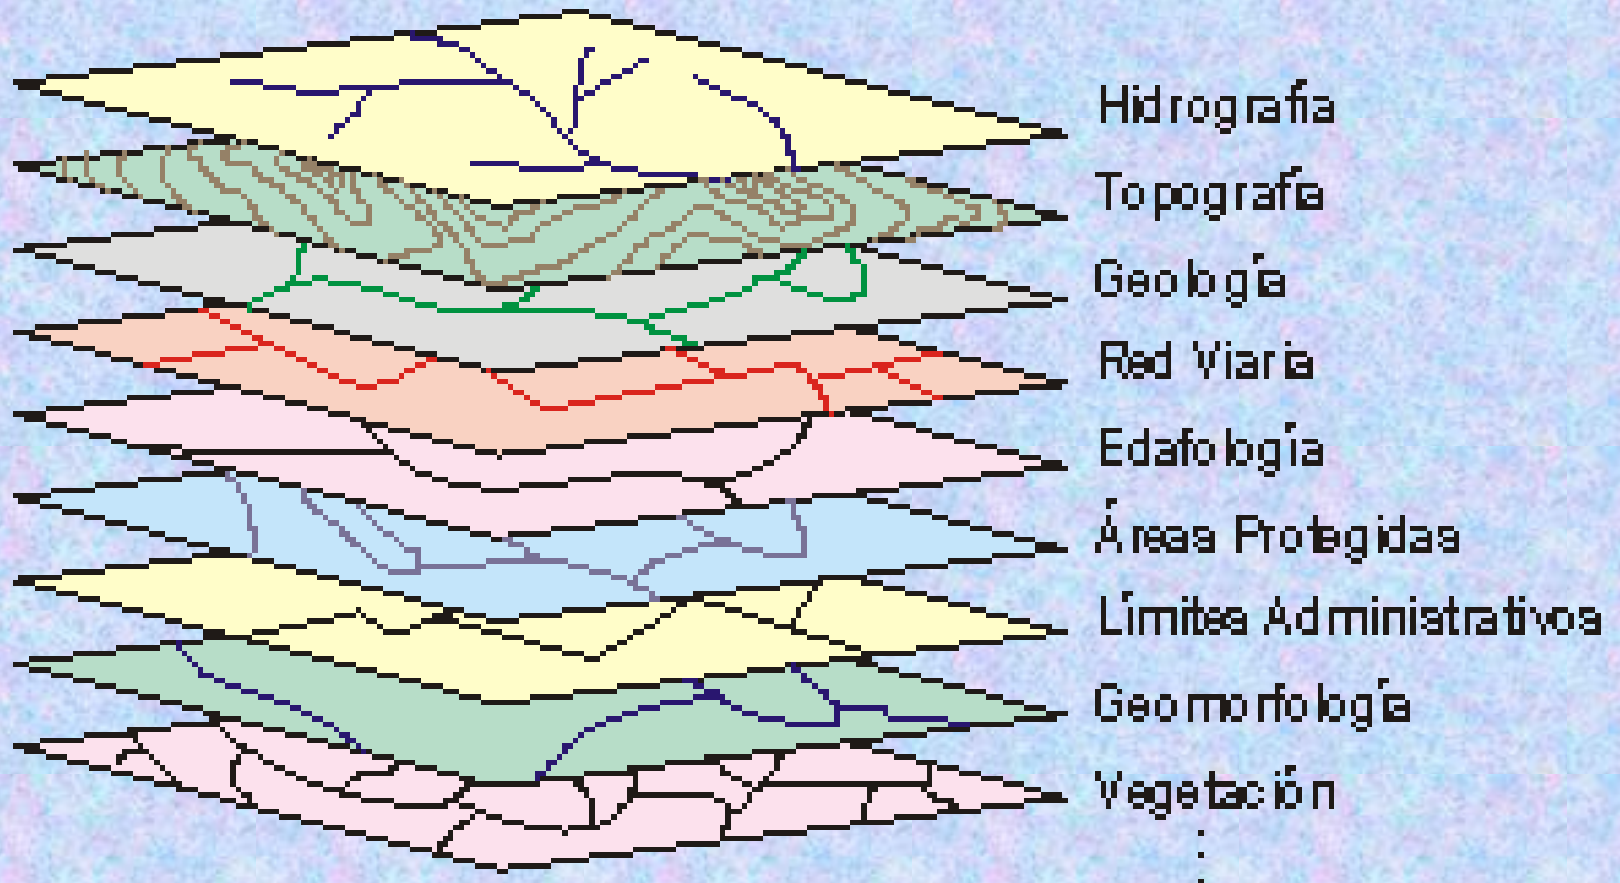 Hidrografía
Topografía
Geología
Red Viaria
Edafología
Áreas Protegidas
Límites Administrativos
Geomorfología
Vegetación